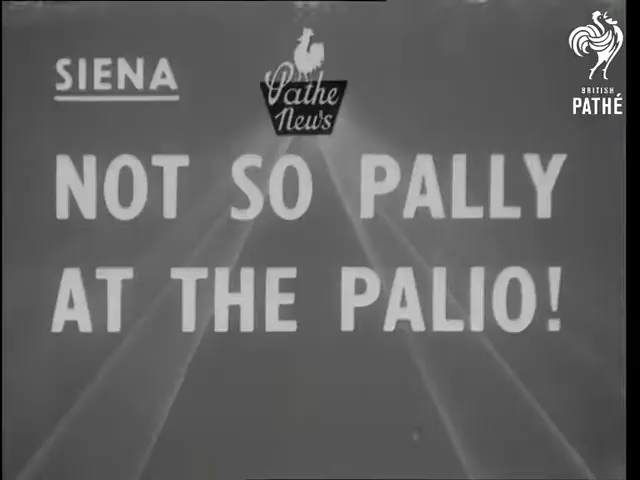 SIENA
Pathe
News
BRITISH
PATHÉ
NOT SO PALLY
AT THE PALIO!